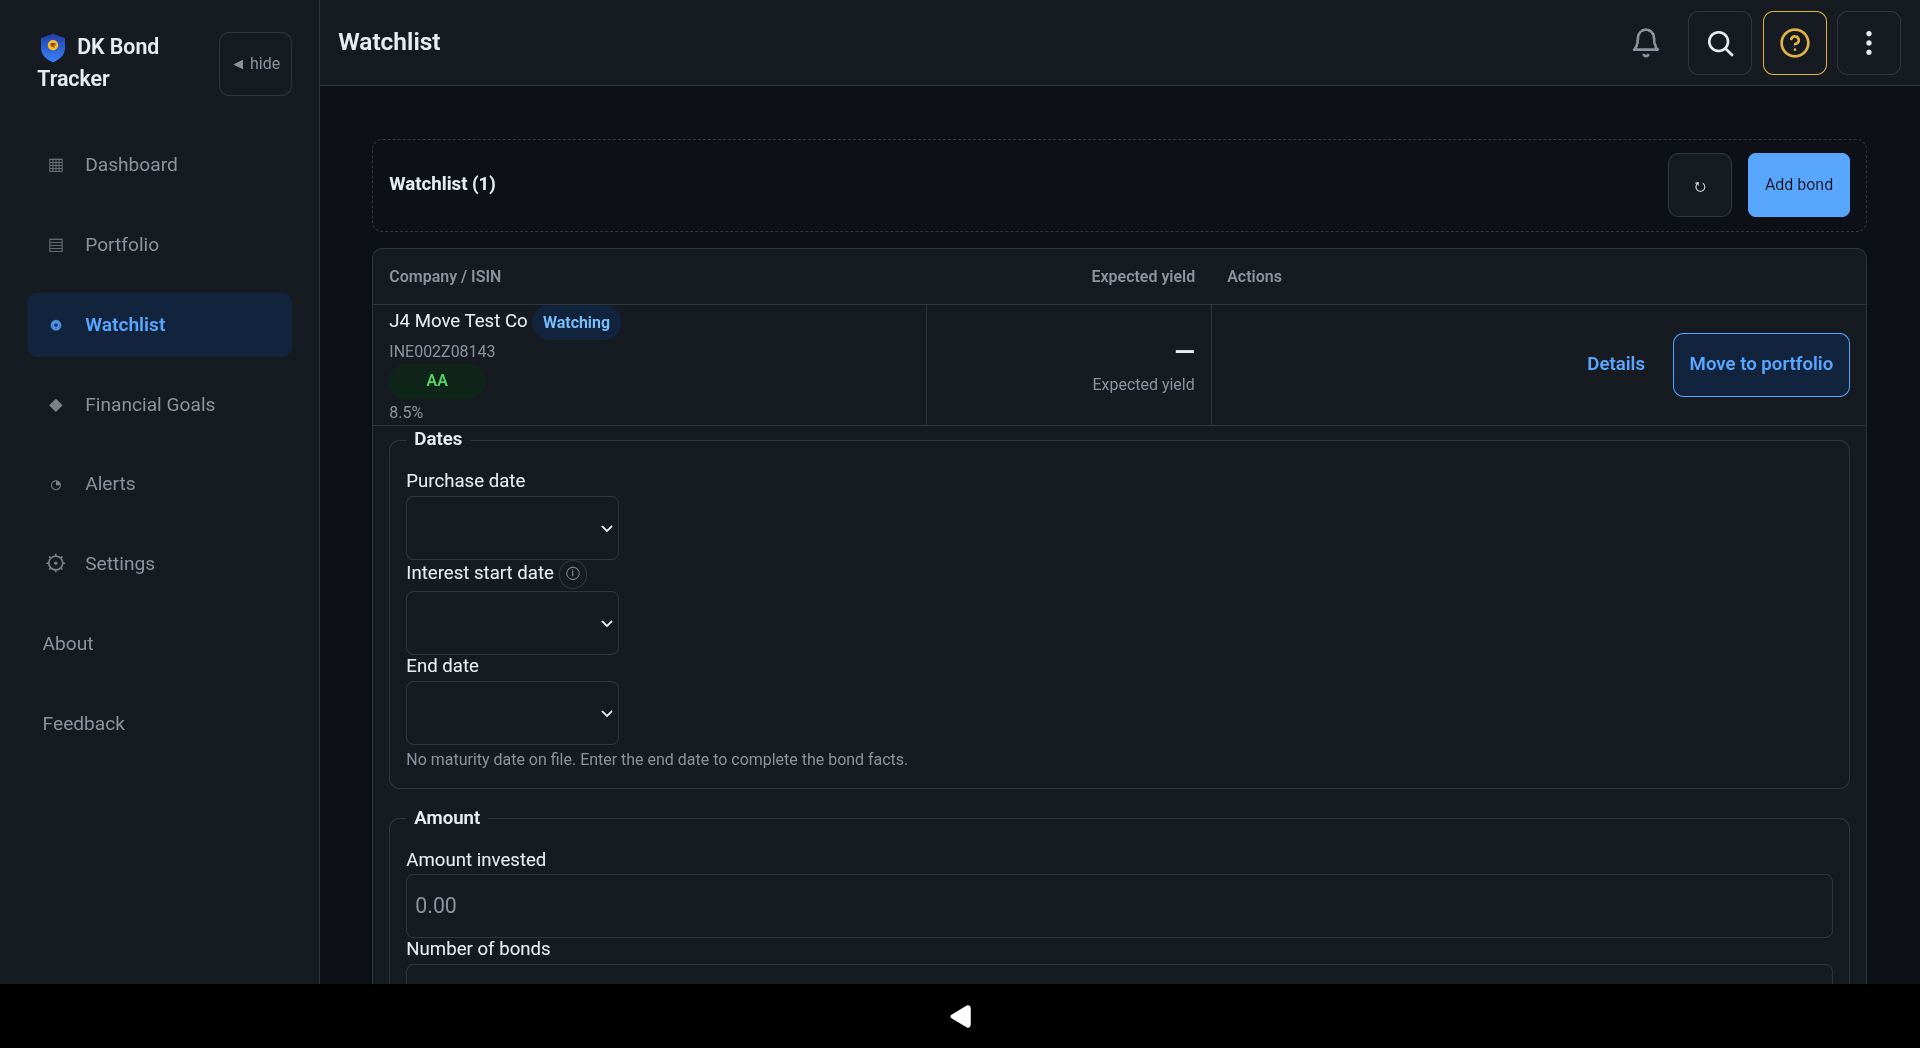 DK Bond
Tracker
◄ hide
Dashboard
Portfolio
Watchlist
Financial Goals
Alerts
Settings
About
Feedback
Watchlist
Watchlist (1)
Add bond
Company / ISIN Expected yield Actions
J4 Move Test Co Watching
INE002Z08143
AA
8.5%
—
Expected yield
Details Move to portfolio
Dates
Purchase date
Interest start date
End date
No maturity date on file. Enter the end date to complete the bond facts.
Amount
Amount invested
0.00
Number of bonds